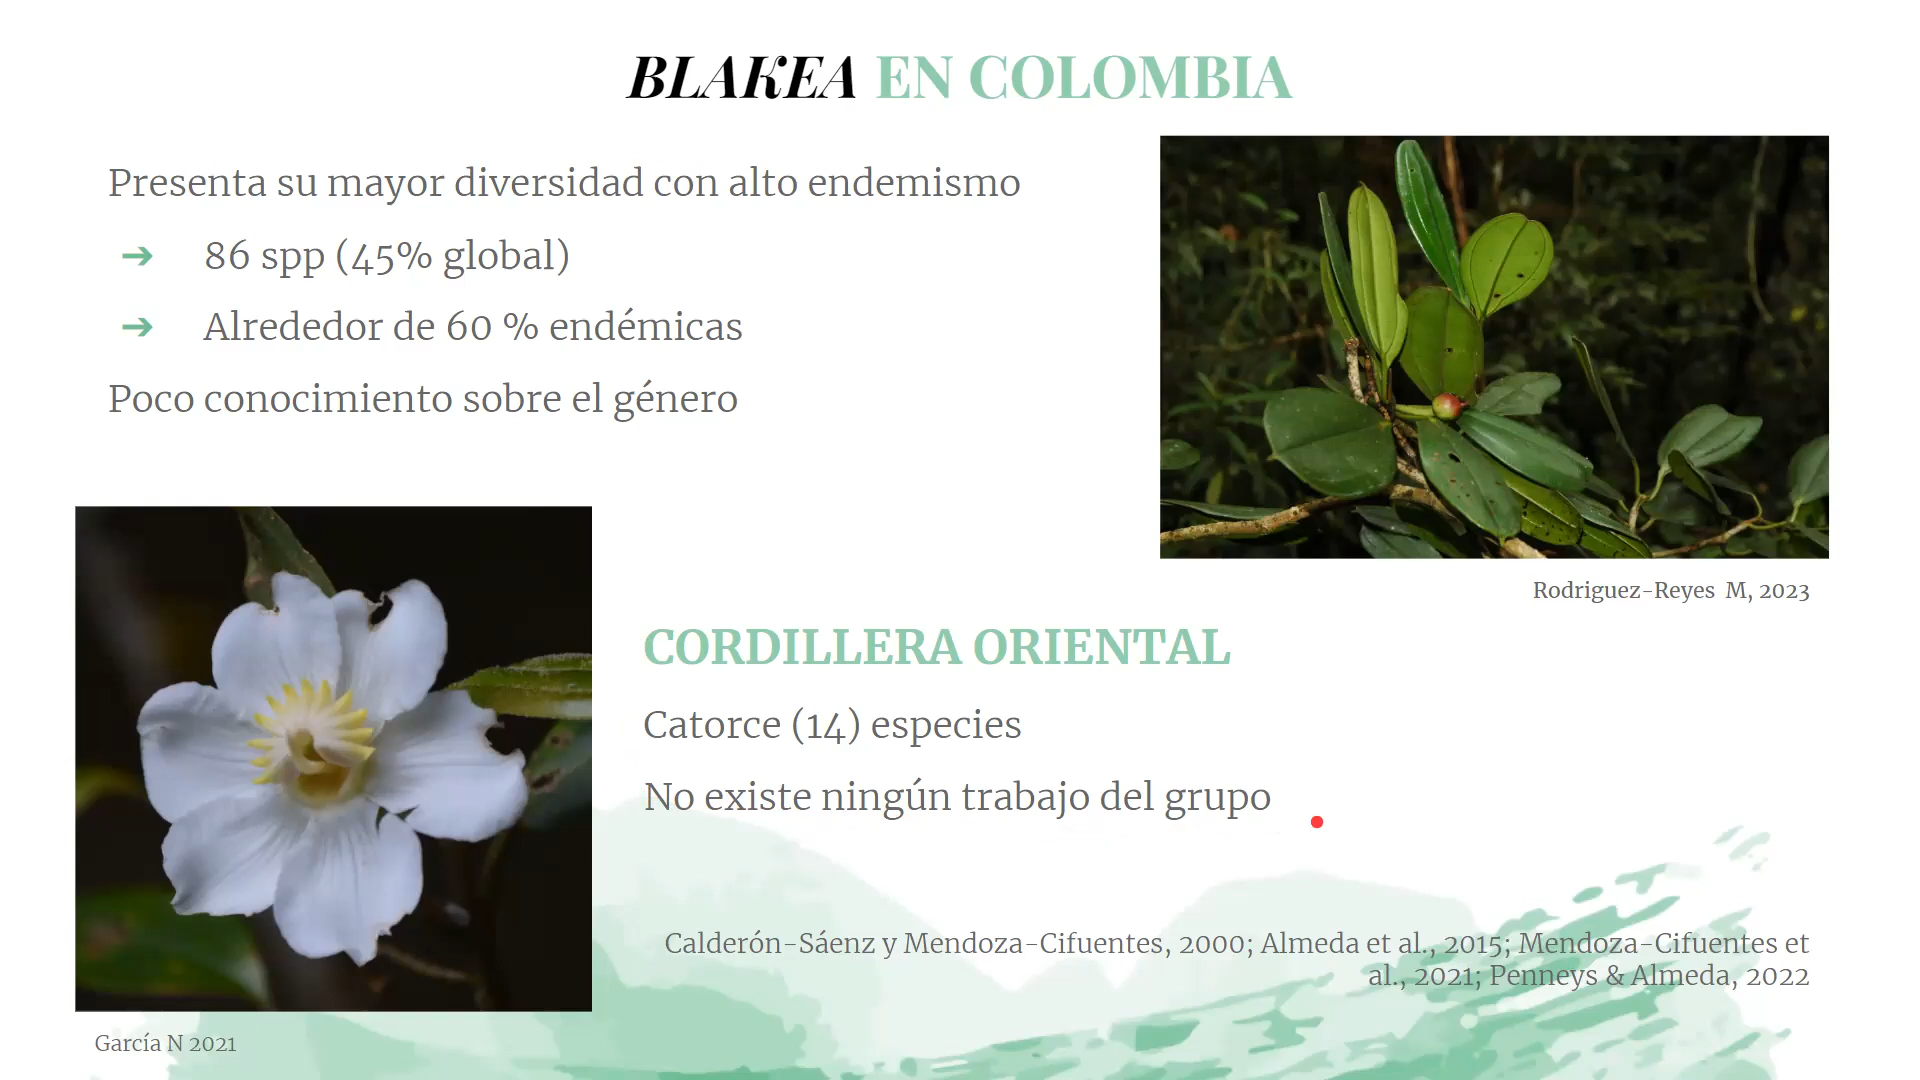 BLAKEA EN COLOMBIA
Presenta su mayor diversidad con alto endemismo
➔ 86 spp (45% global)
➔ Alrededor de 60 % endémicas
Poco conocimiento sobre el género
Rodriguez-Reyes M, 2023
CORDILLERA ORIENTAL
Catorce (14) especies
No existe ningún trabajo del grupo
Calderón-Sáenz y Mendoza-Cifuentes, 2000; Almeda et al., 2015; Mendoza-Cifuentes et
al., 2021; Penneys & Almeda, 2022
García N 2021